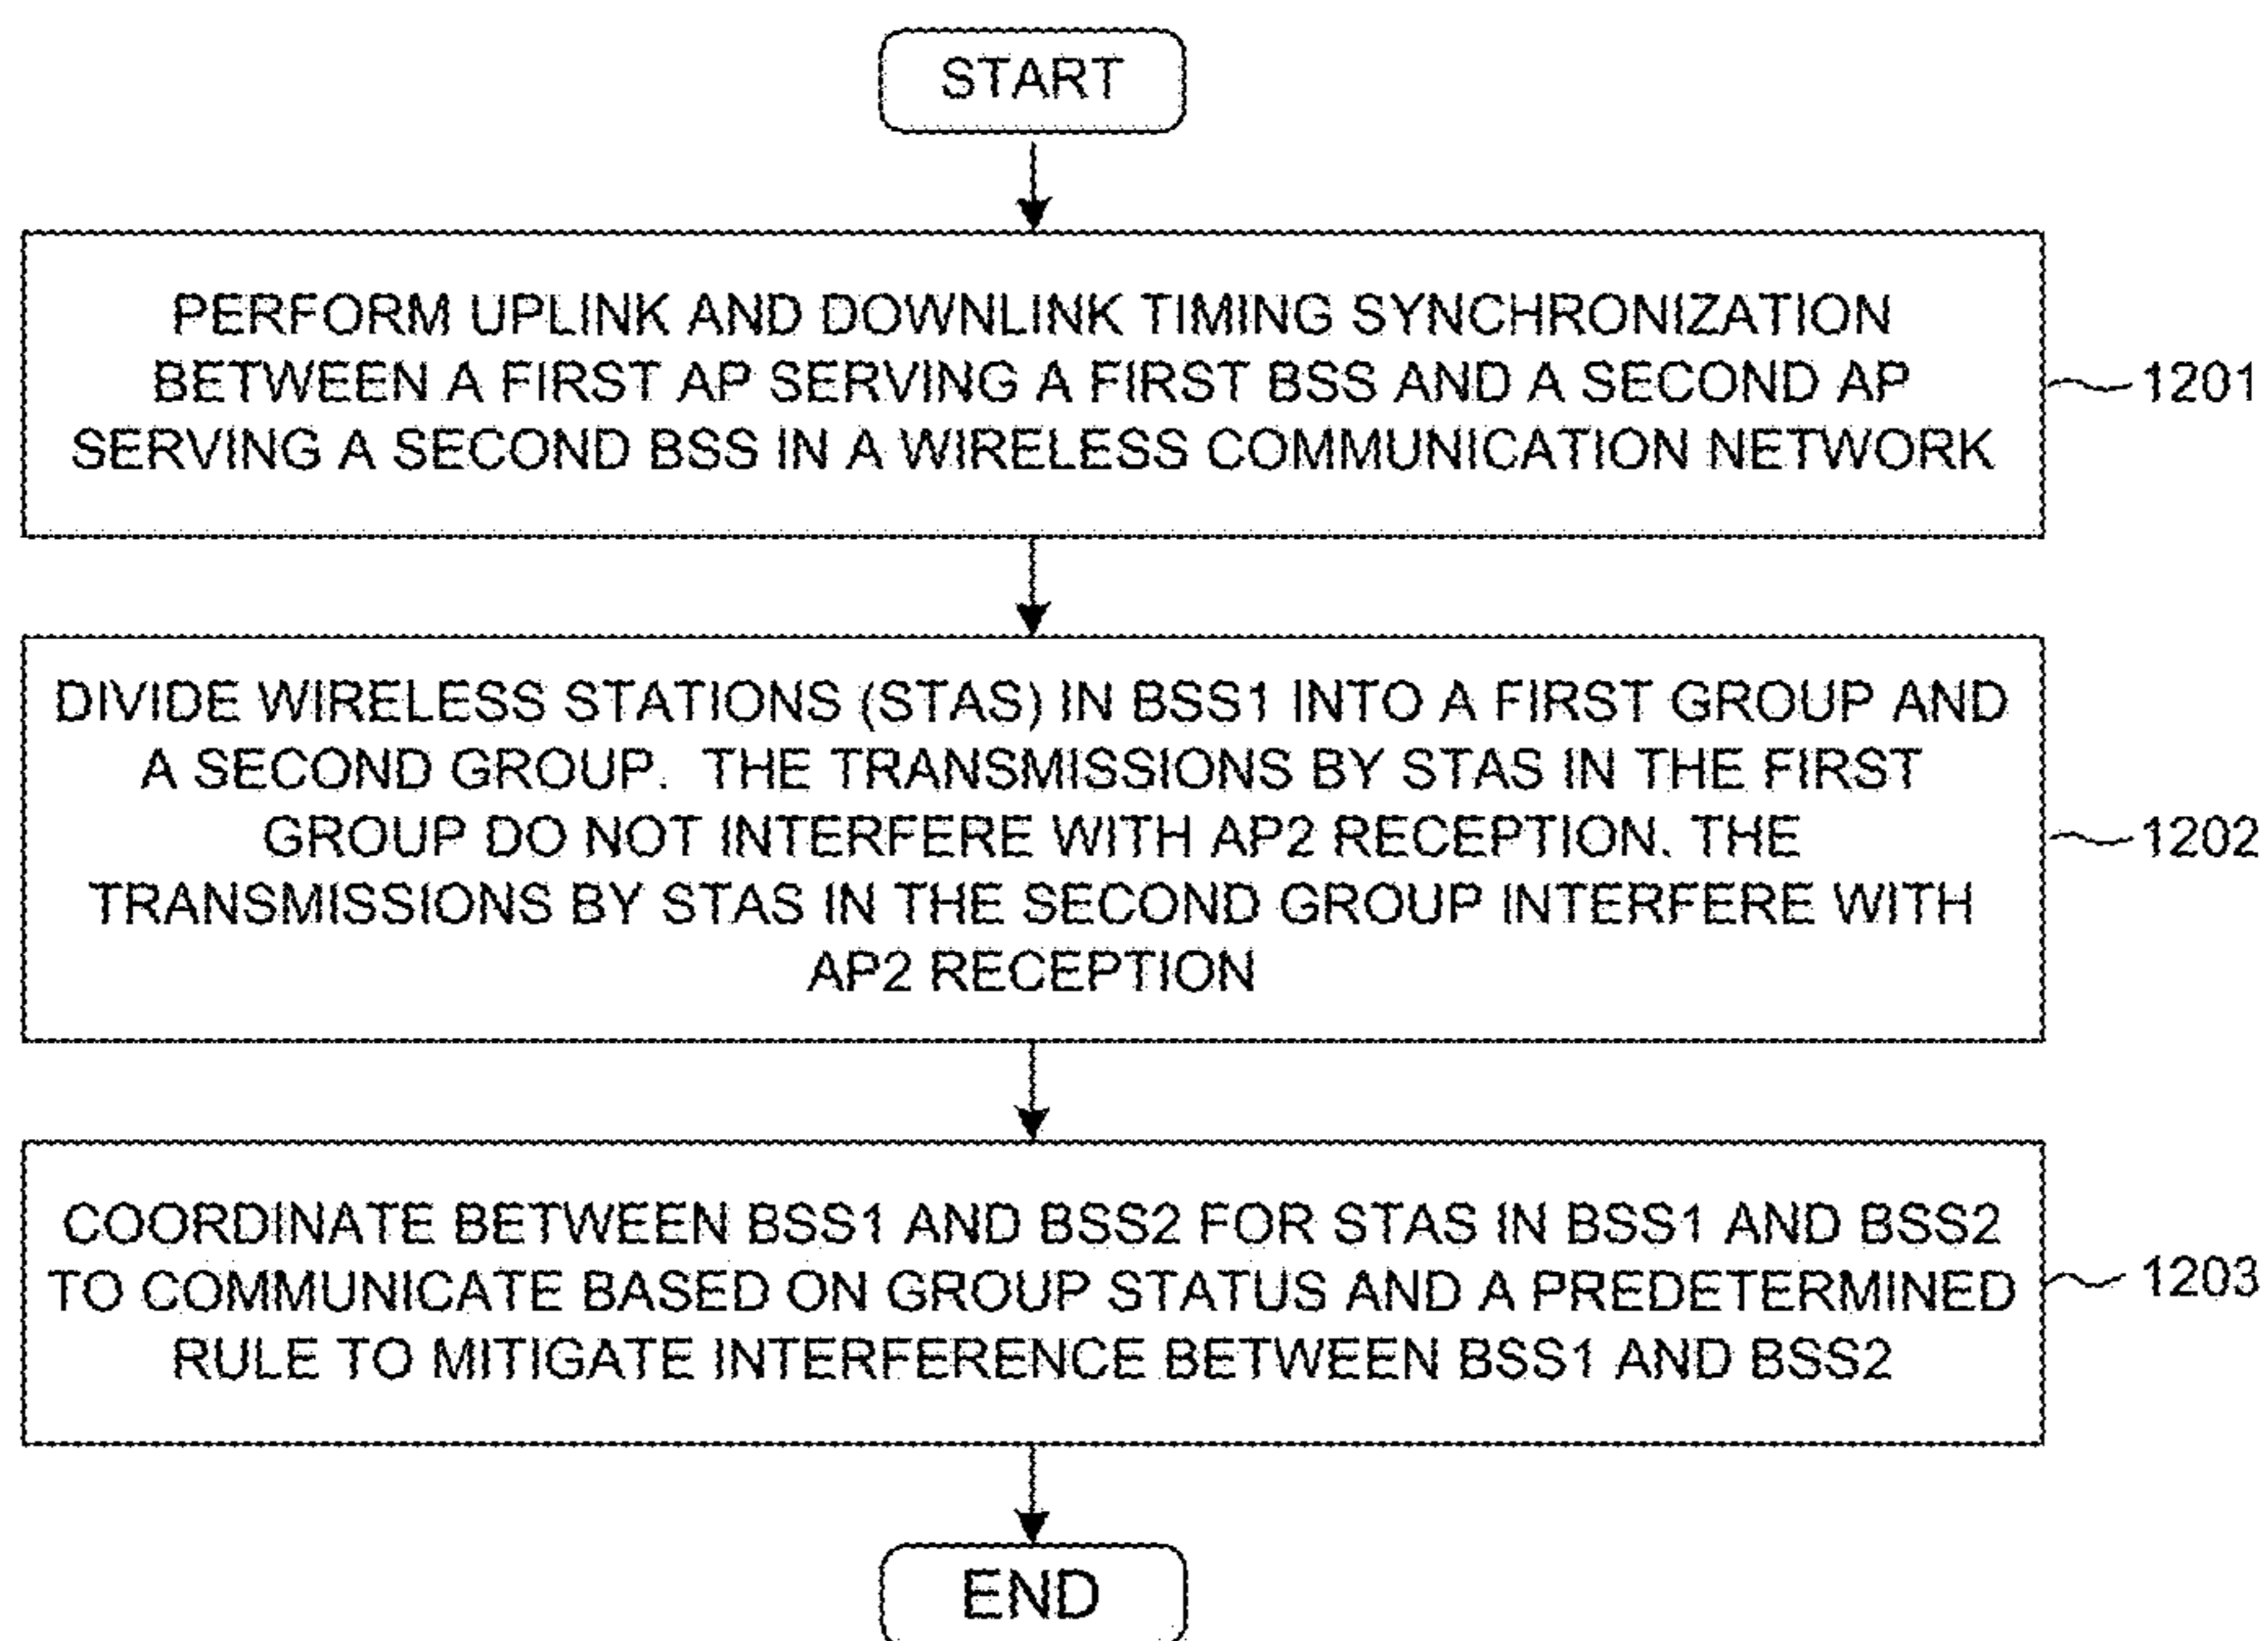 START
PERFORM UPLINK AND DOWNLINK TIMING SYNCHRONIZATION
BETWEEN A FIRST AP SERVING A FIRST BSS AND A SECOND AP
SERVING A SECOND BSS IN A WIRELESS COMMUNICATION NETWORK
1201
DIVIDE WIRELESS STATIONS (STAS) IN BSS1 INTO A FIRST GROUP AND
A SECOND GROUP. THE TRANSMISSIONS BY STAS IN THE FIRST
GROUP DO NOT INTERFERE WITH AP2 RECEPTION. THE
TRANSMISSIONS BY STAS IN THE SECOND GROUP INTERFERE WITH
AP2 RECEPTION
1202
COORDINATE BETWEEN BSS1 AND BSS2 FOR STAS IN BSS1 AND BSS2
TO COMMUNICATE BASED ON GROUP STATUS AND A PREDETERMINED
RULE TO MITIGATE INTERFERENCE BETWEEN BSS1 AND BSS2
1203
END